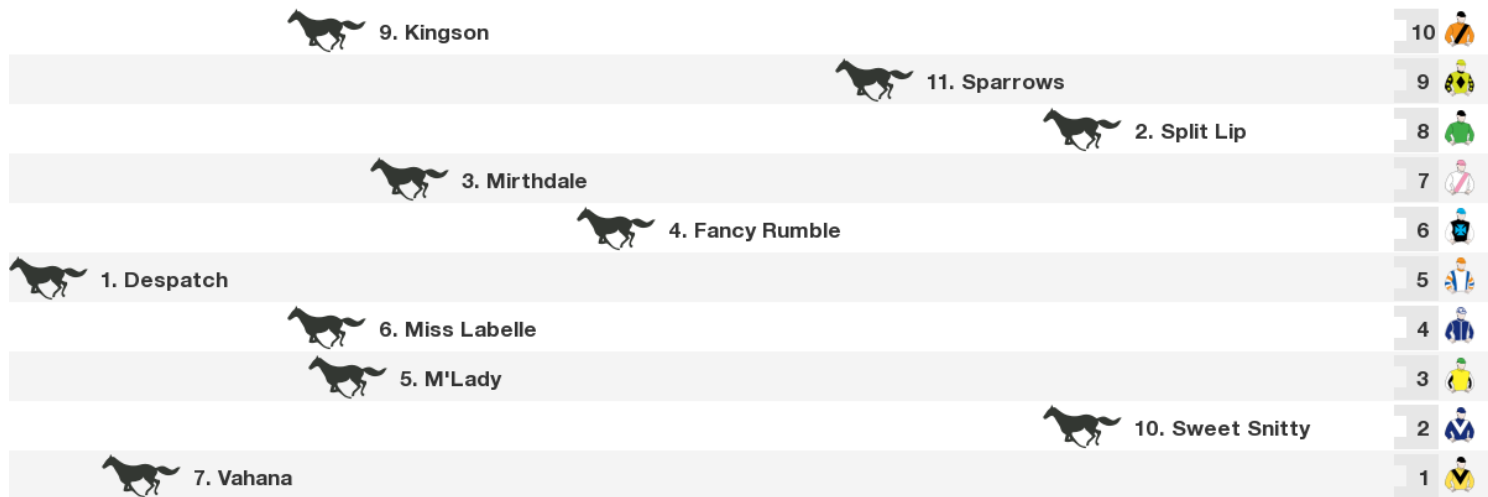 9. Kingson 10
11. Sparrows 9
2. Split Lip 8
3. Mirthdale 7
4. Fancy Rumble 6
1. Despatch 5
6. Miss Labelle 4
5. M'Lady 3
10. Sweet Snitty 2
7. Vahana 1